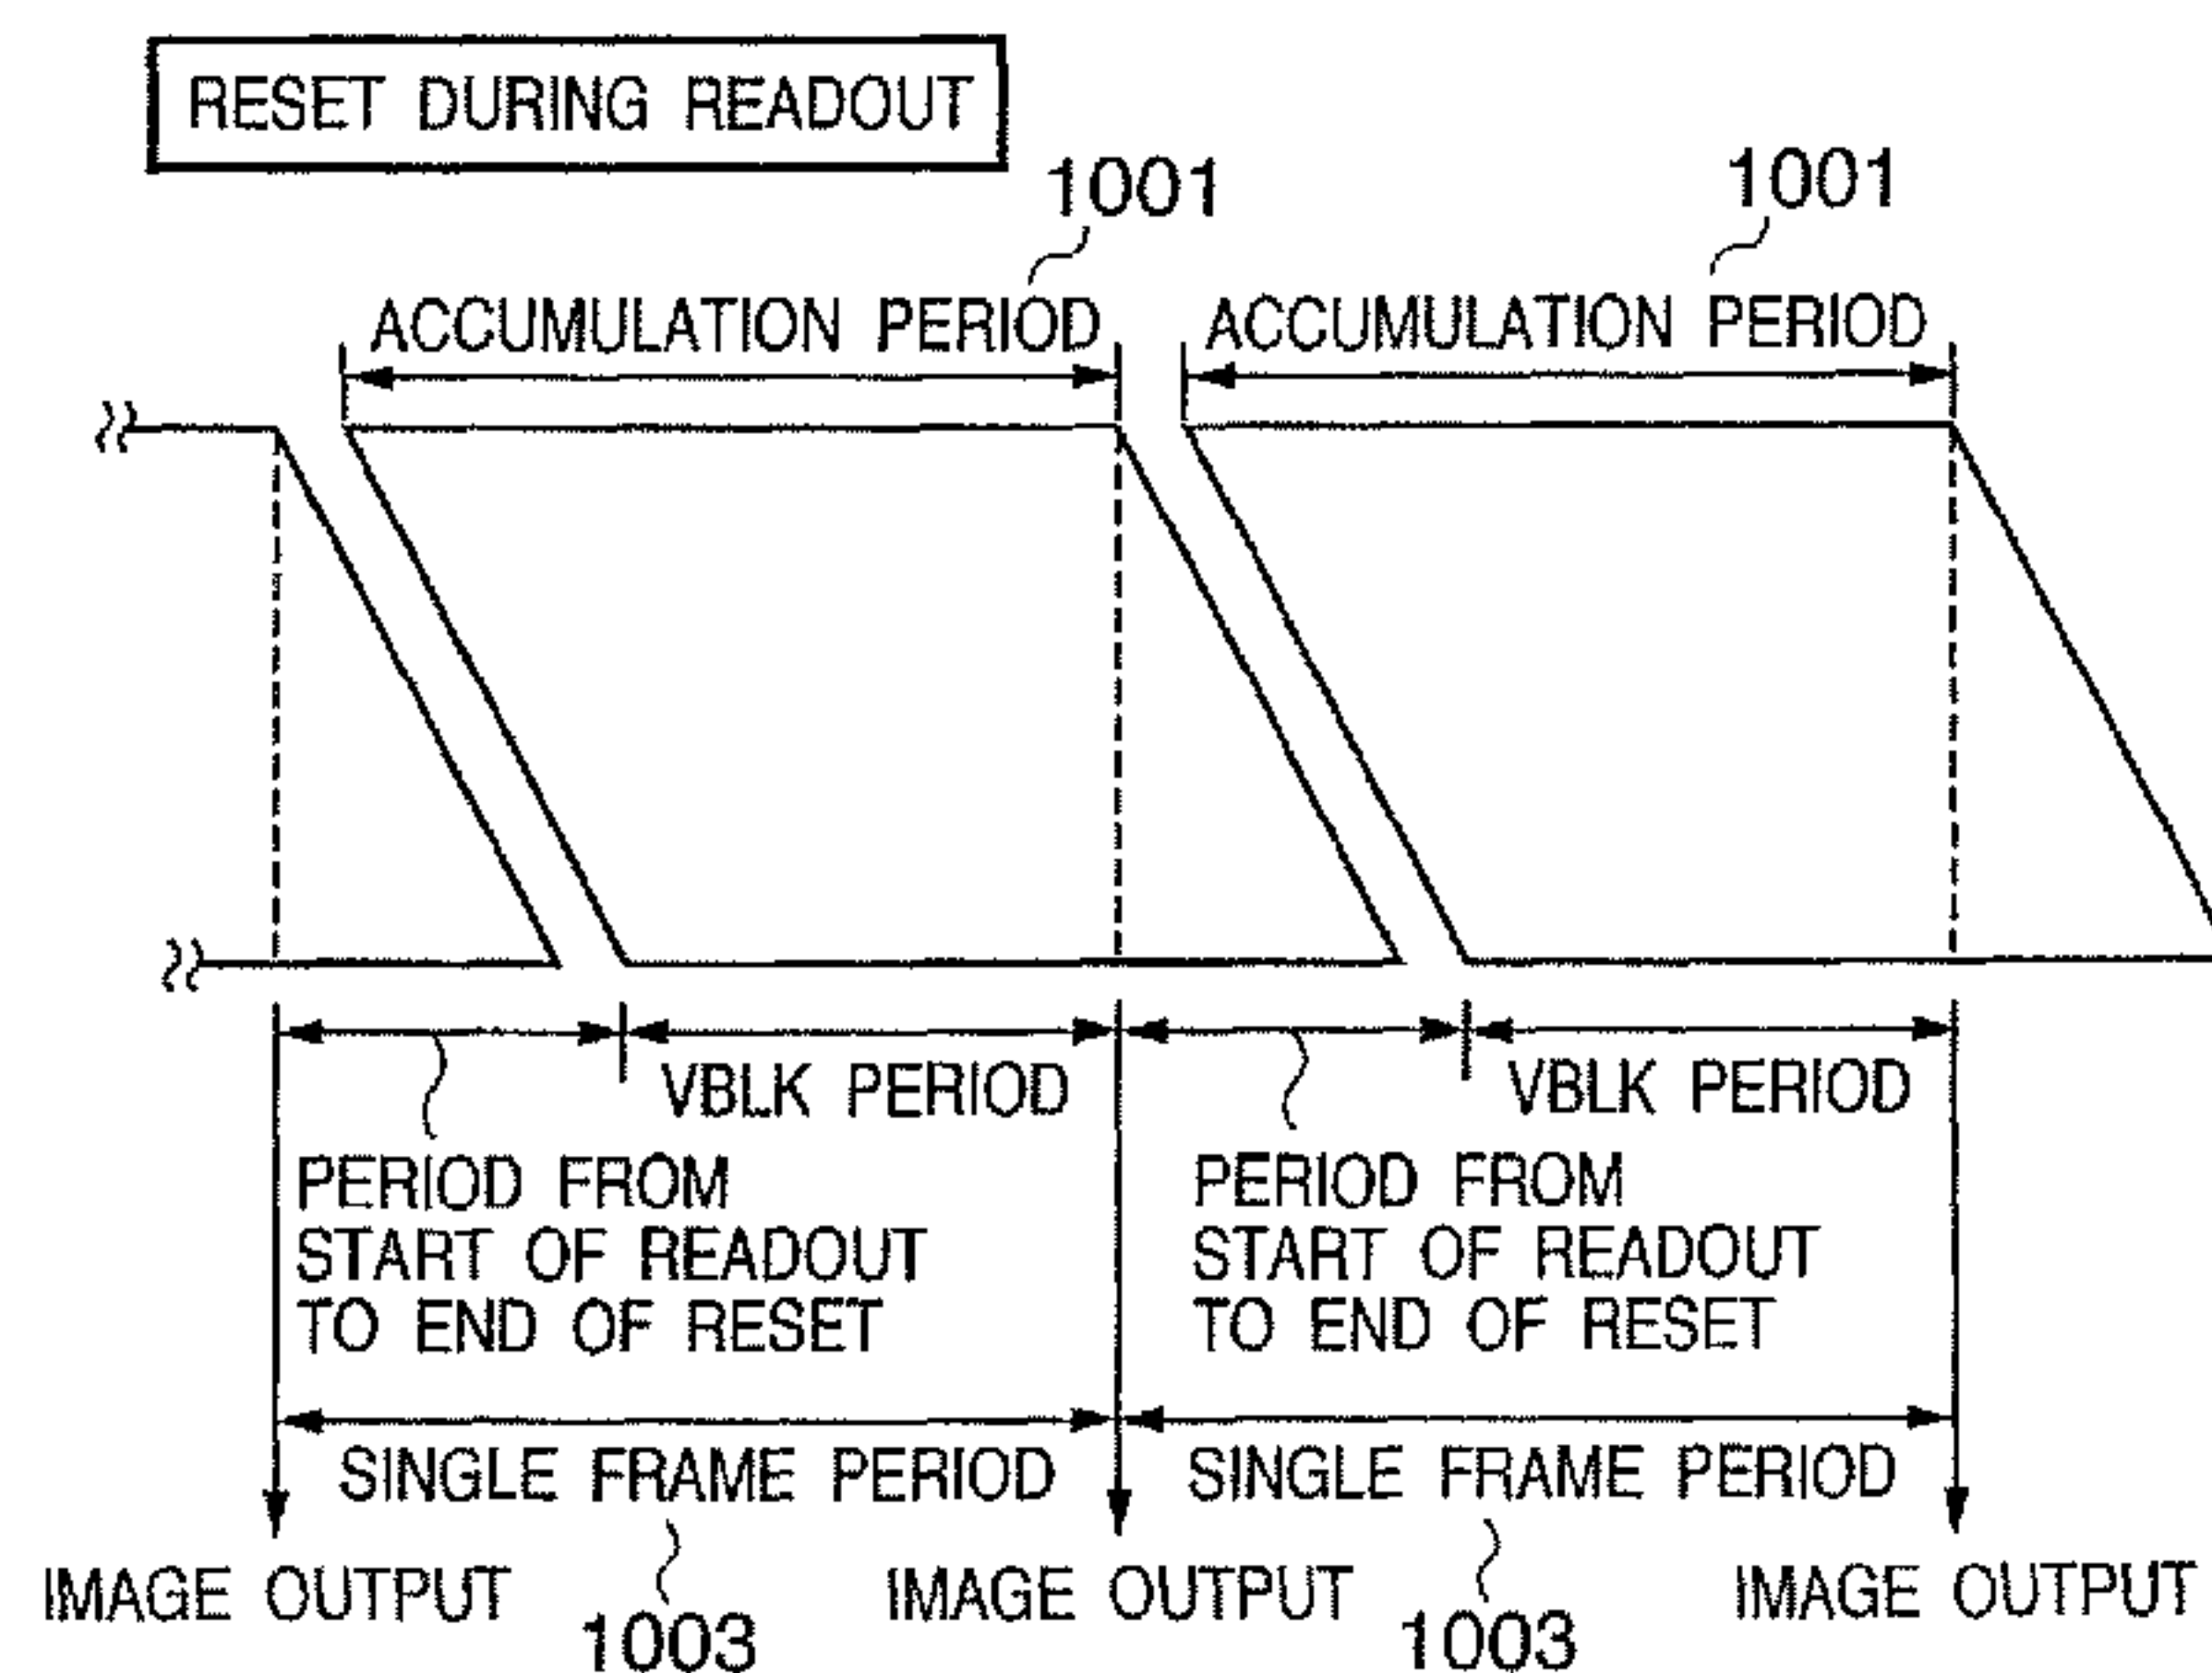 RESET DURING READOUT
1001
1001
ACCUMULATION PERIOD
ACCUMULATION PERIOD
VBLK PERIOD
VBLK PERIOD
PERIOD FROM
START OF READOUT
TO END OF RESET
PERIOD FROM
START OF READOUT
TO END OF RESET
SINGLE FRAME PERIOD
SINGLE FRAME PERIOD
IMAGE OUTPUT
IMAGE OUTPUT
IMAGE OUTPUT
1003
1003